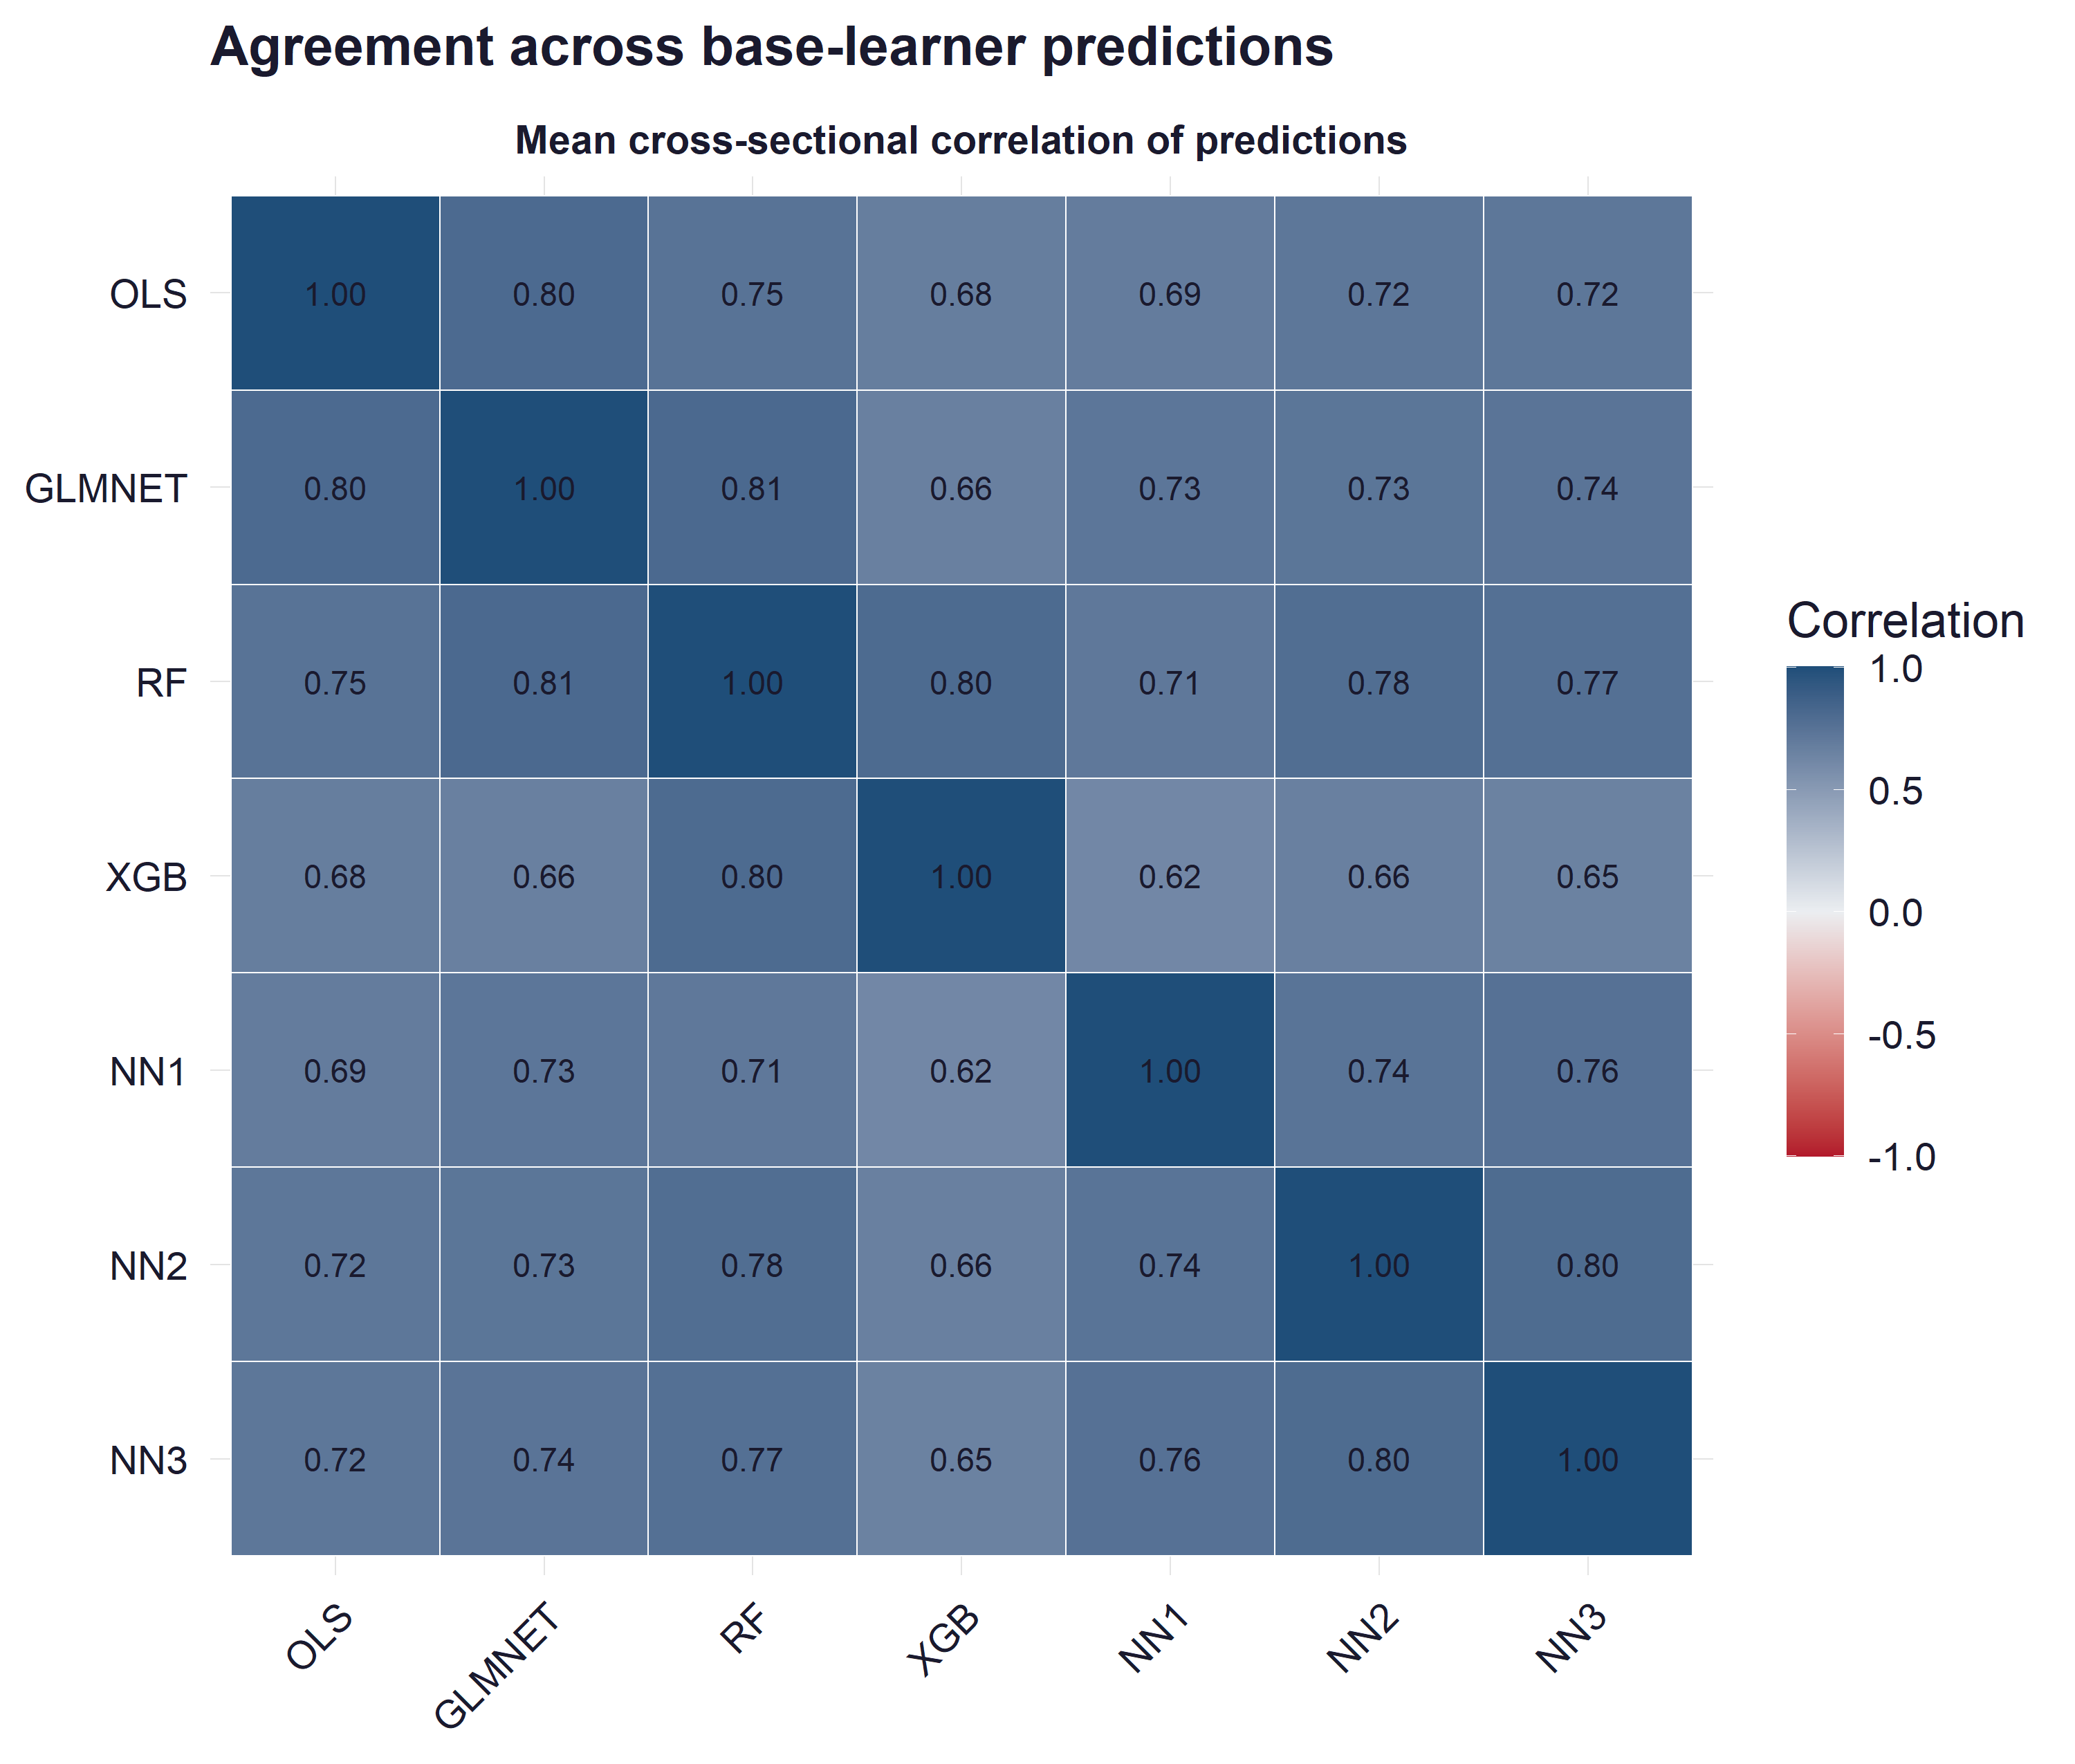 Agreement across base-learner predictions
Mean cross-sectional correlation of predictions
OLS 1.00 0.80 0.75 0.68 0.69 0.72 0.72
GLMNET 0.80 1.00 0.81 0.66 0.73 0.73 0.74
RF 0.75 0.81 1.00 0.80 0.71 0.78 0.77
XGB 0.68 0.66 0.80 1.00 0.62 0.66 0.65
NN1 0.69 0.73 0.71 0.62 1.00 0.74 0.76
NN2 0.72 0.73 0.78 0.66 0.74 1.00 0.80
NN3 0.72 0.74 0.77 0.65 0.76 0.80 1.00
OLS GLMNET RF XGB NN1 NN2 NN3
Correlation
1.0
0.5
0.0
-0.5
-1.0